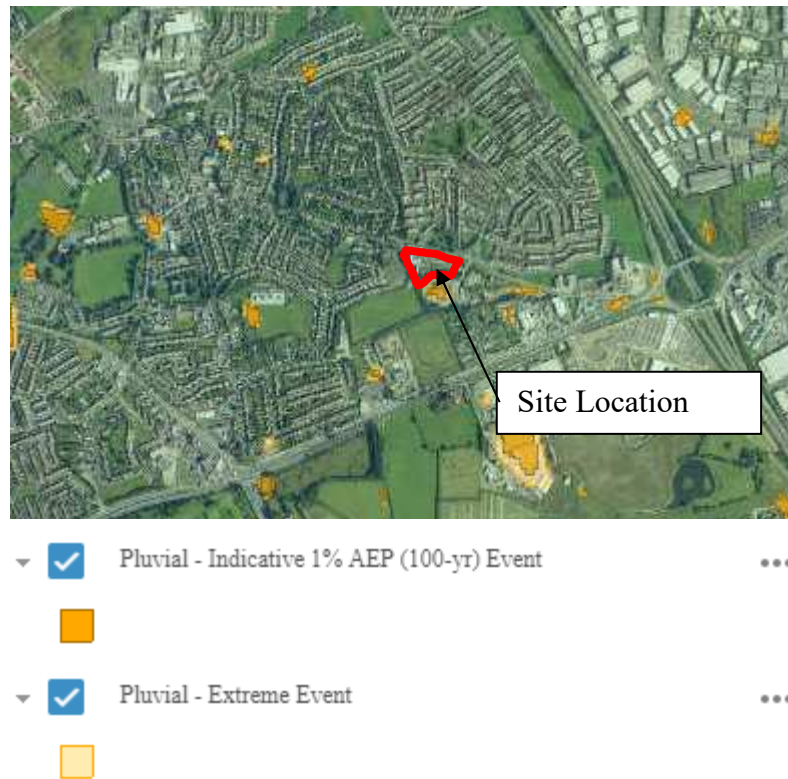 Site Location
Pluvial - Indicative 1% AEP (100-yr) Event
Pluvial - Extreme Event